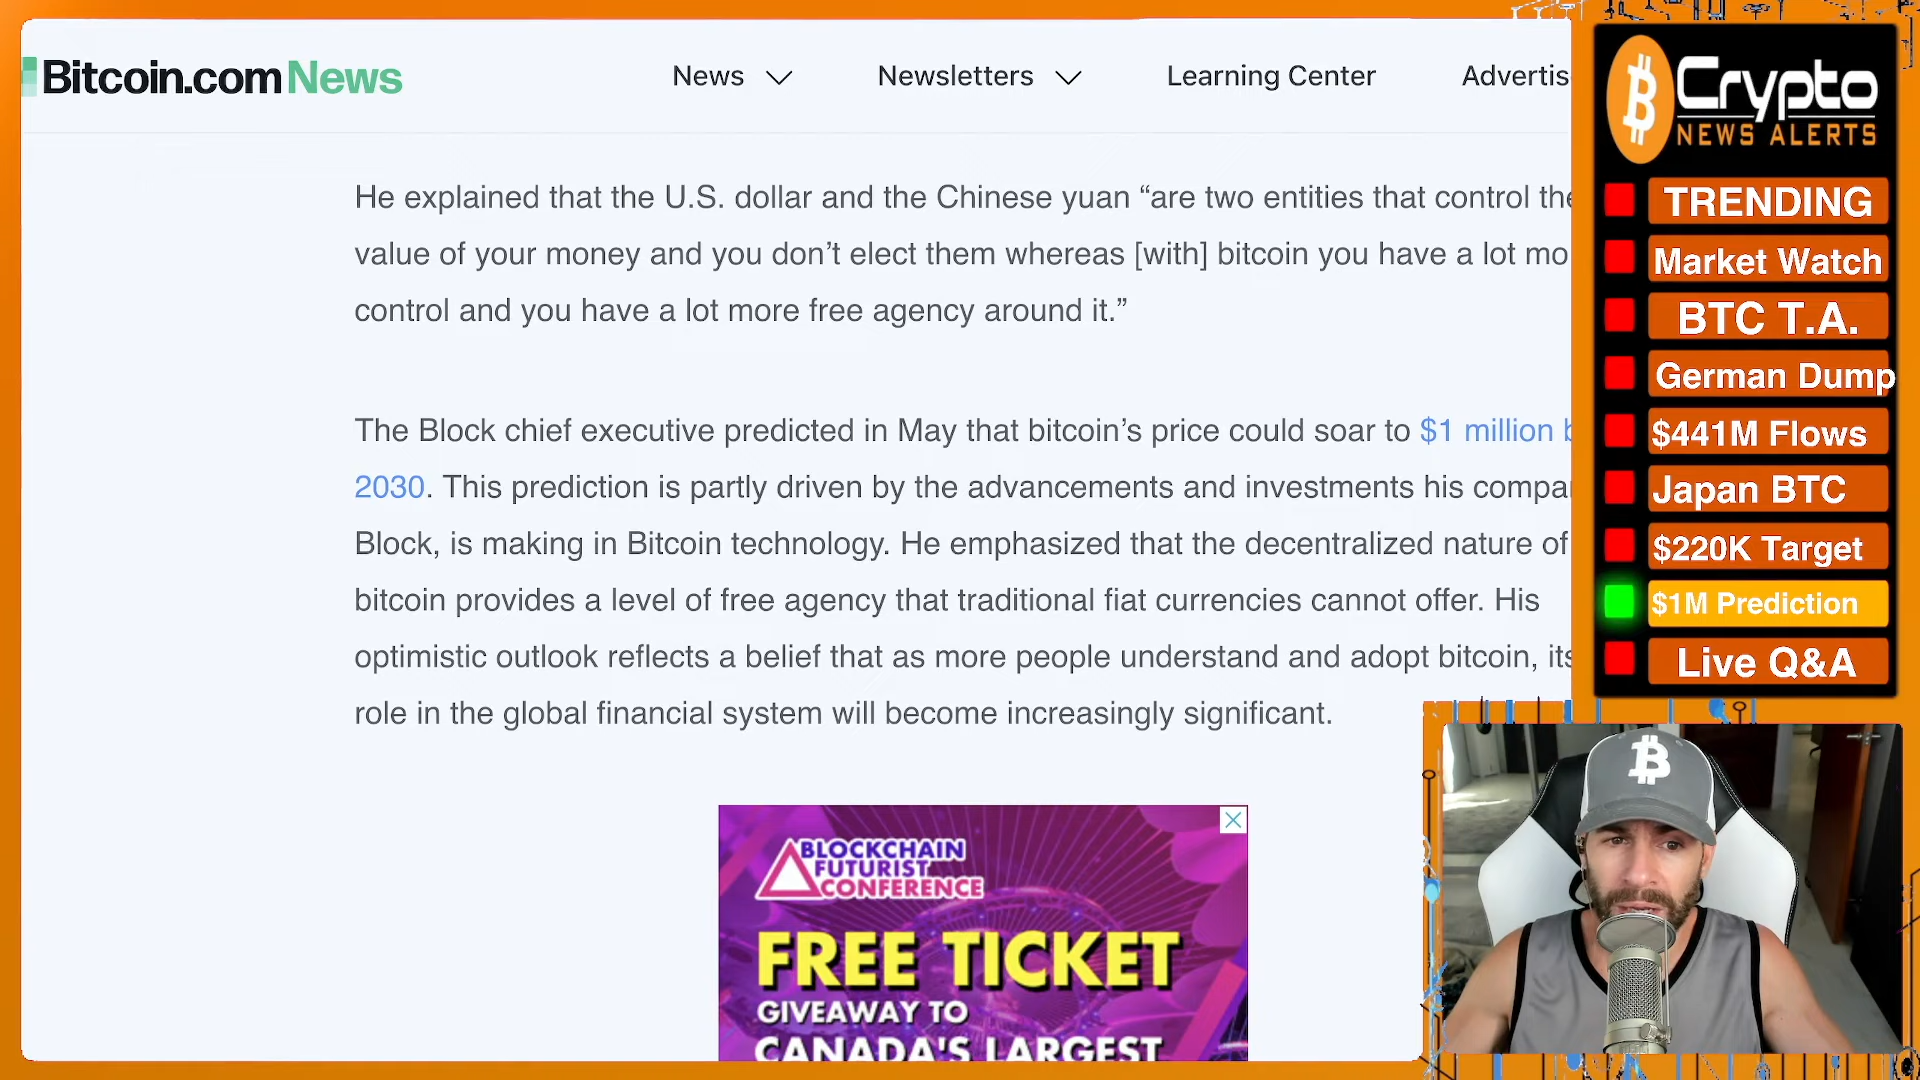 Bitcoin.com News
News
Newsletters
Learning Center
Advertis
He explained that the U.S. dollar and the Chinese yuan “are two entities that control the
value of your money and you don’t elect them whereas [with] bitcoin you have a lot mo
control and you have a lot more free agency around it.”
The Block chief executive predicted in May that bitcoin’s price could soar to $1 million b
2030. This prediction is partly driven by the advancements and investments his compa
Block, is making in Bitcoin technology. He emphasized that the decentralized nature of
bitcoin provides a level of free agency that traditional fiat currencies cannot offer. His
optimistic outlook reflects a belief that as more people understand and adopt bitcoin, its
role in the global financial system will become increasingly significant.
BLOCKCHAIN
FUTURIST
CONFERENCE
FREE TICKET
GIVEAWAY TO
CANADA'S LARGEST
Crypto
NEWS ALERTS
TRENDING
Market Watch
BTC T.A.
German Dump
$441M Flows
Japan BTC
$220K Target
$1M Prediction
Live Q&A